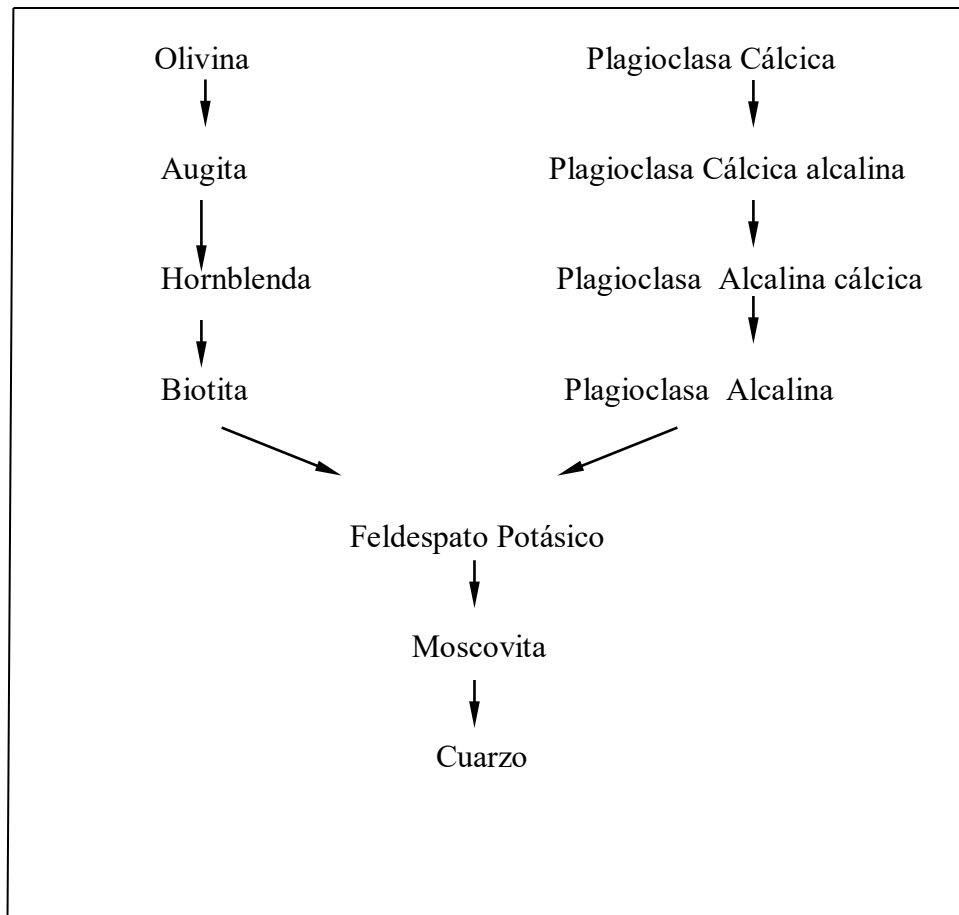 Olivina Plagioclasa Cálcica
Augita Plagioclasa Cálcica alcalina
Hornblenda Plagioclasa Alcalina cálcica
Biotita Plagioclasa Alcalina
Feldespato Potásico
Moscovita
Cuarzo